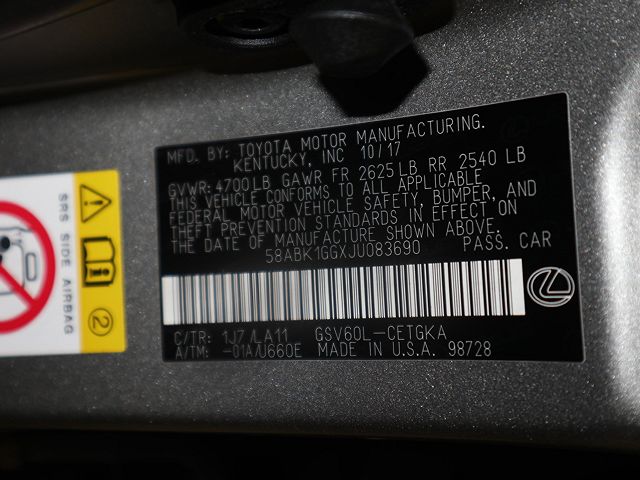 MFD. BY: TOYOTA MOTOR MANUFACTURING.
KENTUCKY, INC 10/17
GVWR: 4700 LB GAWR FR 2625 LB RR 2540 LB
THIS VEHICLE CONFORMS TO ALL APPLICABLE
FEDERAL MOTOR VEHICLE SAFETY, BUMPER, AND
THEFT PREVENTION STANDARDS IN EFFECT ON
THE DATE OF MANUFACTURE SHOWN ABOVE.
58ABK1GGXJU083690 PASS. CAR
C/TR: 1J7/LA11 GSV60L-CETGKA
A/TM: -01A/U660E MADE IN U.S.A. 98728
SRS SIDE AIRBAG
2